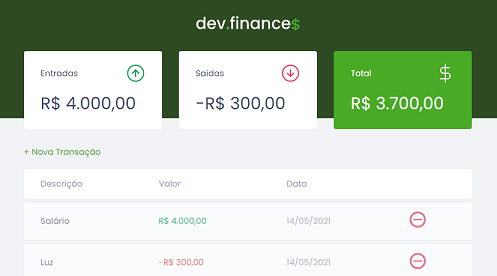 dev.finance$
Entradas
R$ 4.000,00
Saídas
-R$ 300,00
Total
$
R$ 3.700,00
+ Nova Transação
Descrição Valor Data
Salário R$ 4.000,00 14/05/2021
Luz -R$ 300,00 14/05/2021